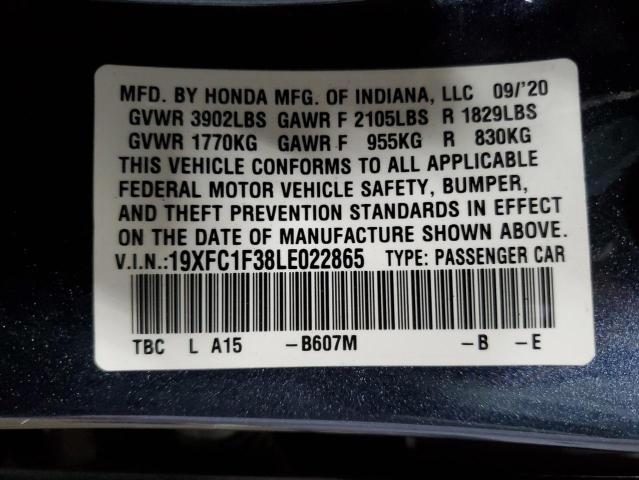 MFD. BY HONDA MFG. OF INDIANA, LLC 09/'20
GVWR 3902LBS GAWR F 2105LBS R 1829LBS
GVWR 1770KG GAWR F 955KG R 830KG
THIS VEHICLE CONFORMS TO ALL APPLICABLE
FEDERAL MOTOR VEHICLE SAFETY, BUMPER,
AND THEFT PREVENTION STANDARDS IN EFFECT
ON THE DATE OF MANUFACTURE SHOWN ABOVE.
V.I.N.:19XFC1F38LE022865 TYPE: PASSENGER CAR
TBC L A15 -B607M -B -E